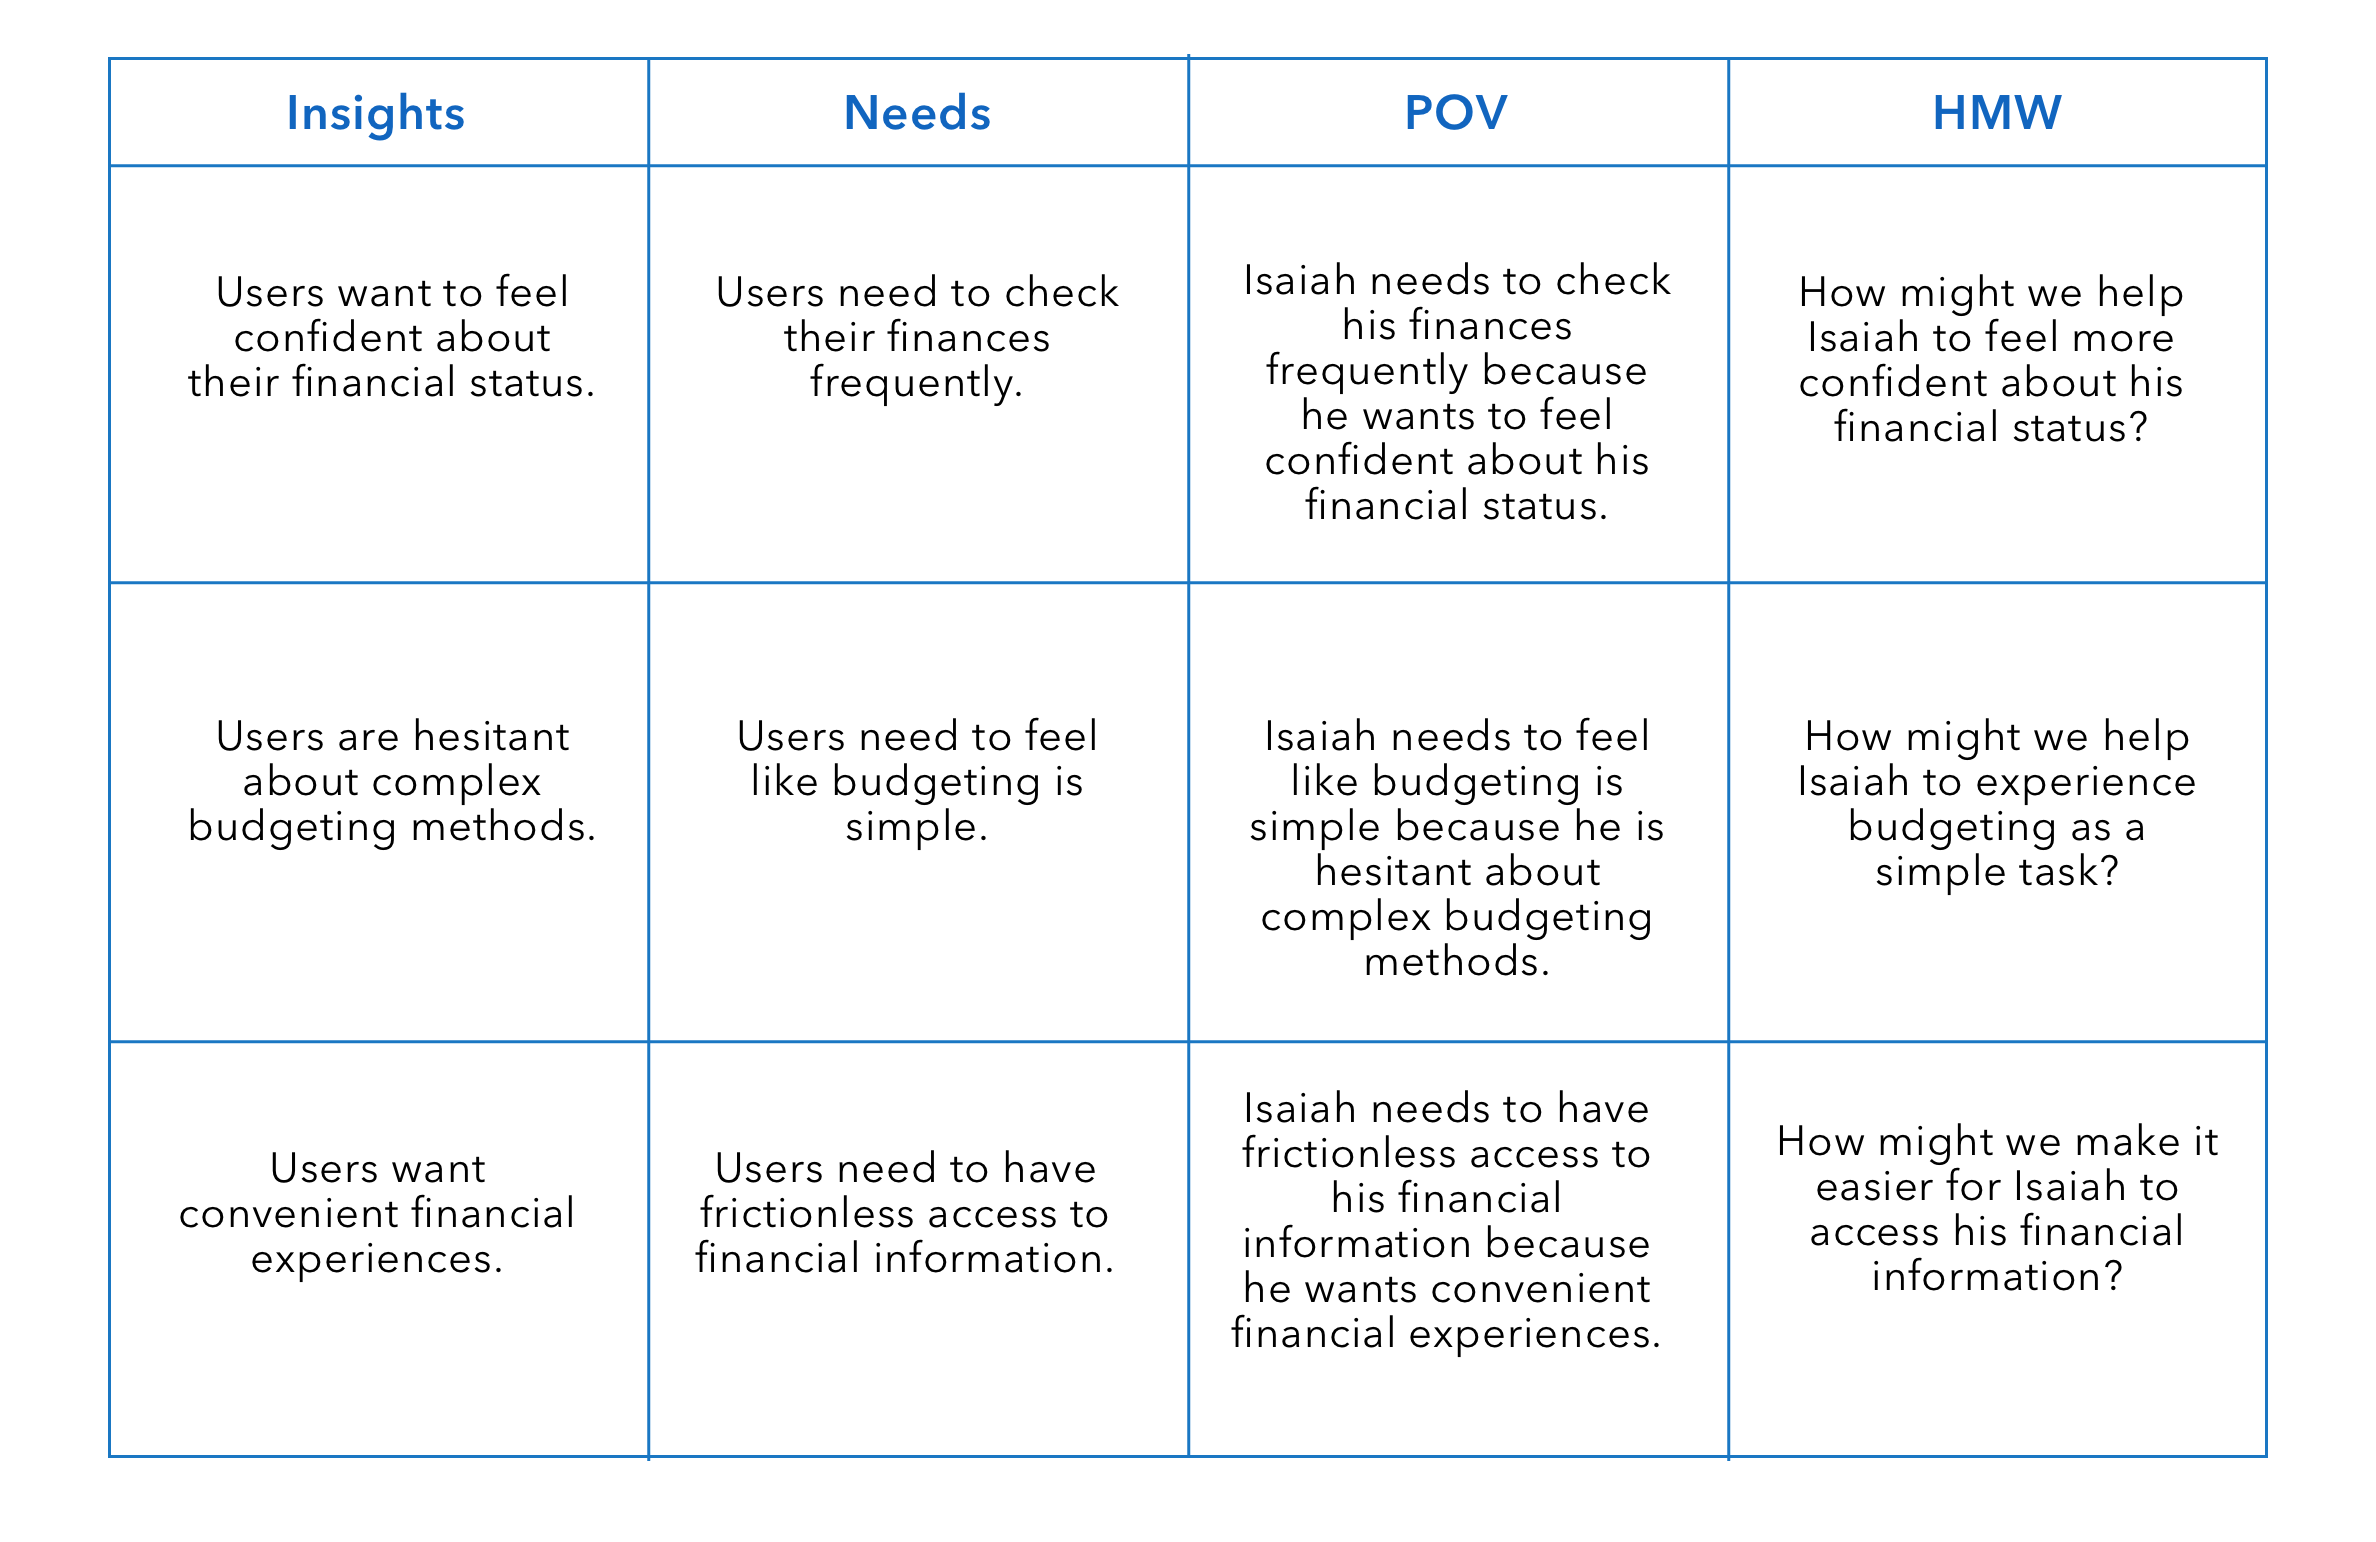 Insights
Needs
POV
HMW
Users want to feel
confident about
their financial status.
Users need to check
their finances
frequently.
Isaiah needs to check
his finances
frequently because
he wants to feel
confident about his
financial status.
How might we help
Isaiah to feel more
confident about his
financial status?
Users are hesitant
about complex
budgeting methods.
Users need to feel
like budgeting is
simple.
Isaiah needs to feel
like budgeting is
simple because he is
hesitant about
complex budgeting
methods.
How might we help
Isaiah to experience
budgeting as a
simple task?
Users want
convenient financial
experiences.
Users need to have
frictionless access to
financial information.
Isaiah needs to have
frictionless access to
his financial
information because
he wants convenient
financial experiences.
How might we make it
easier for Isaiah to
access his financial
information?